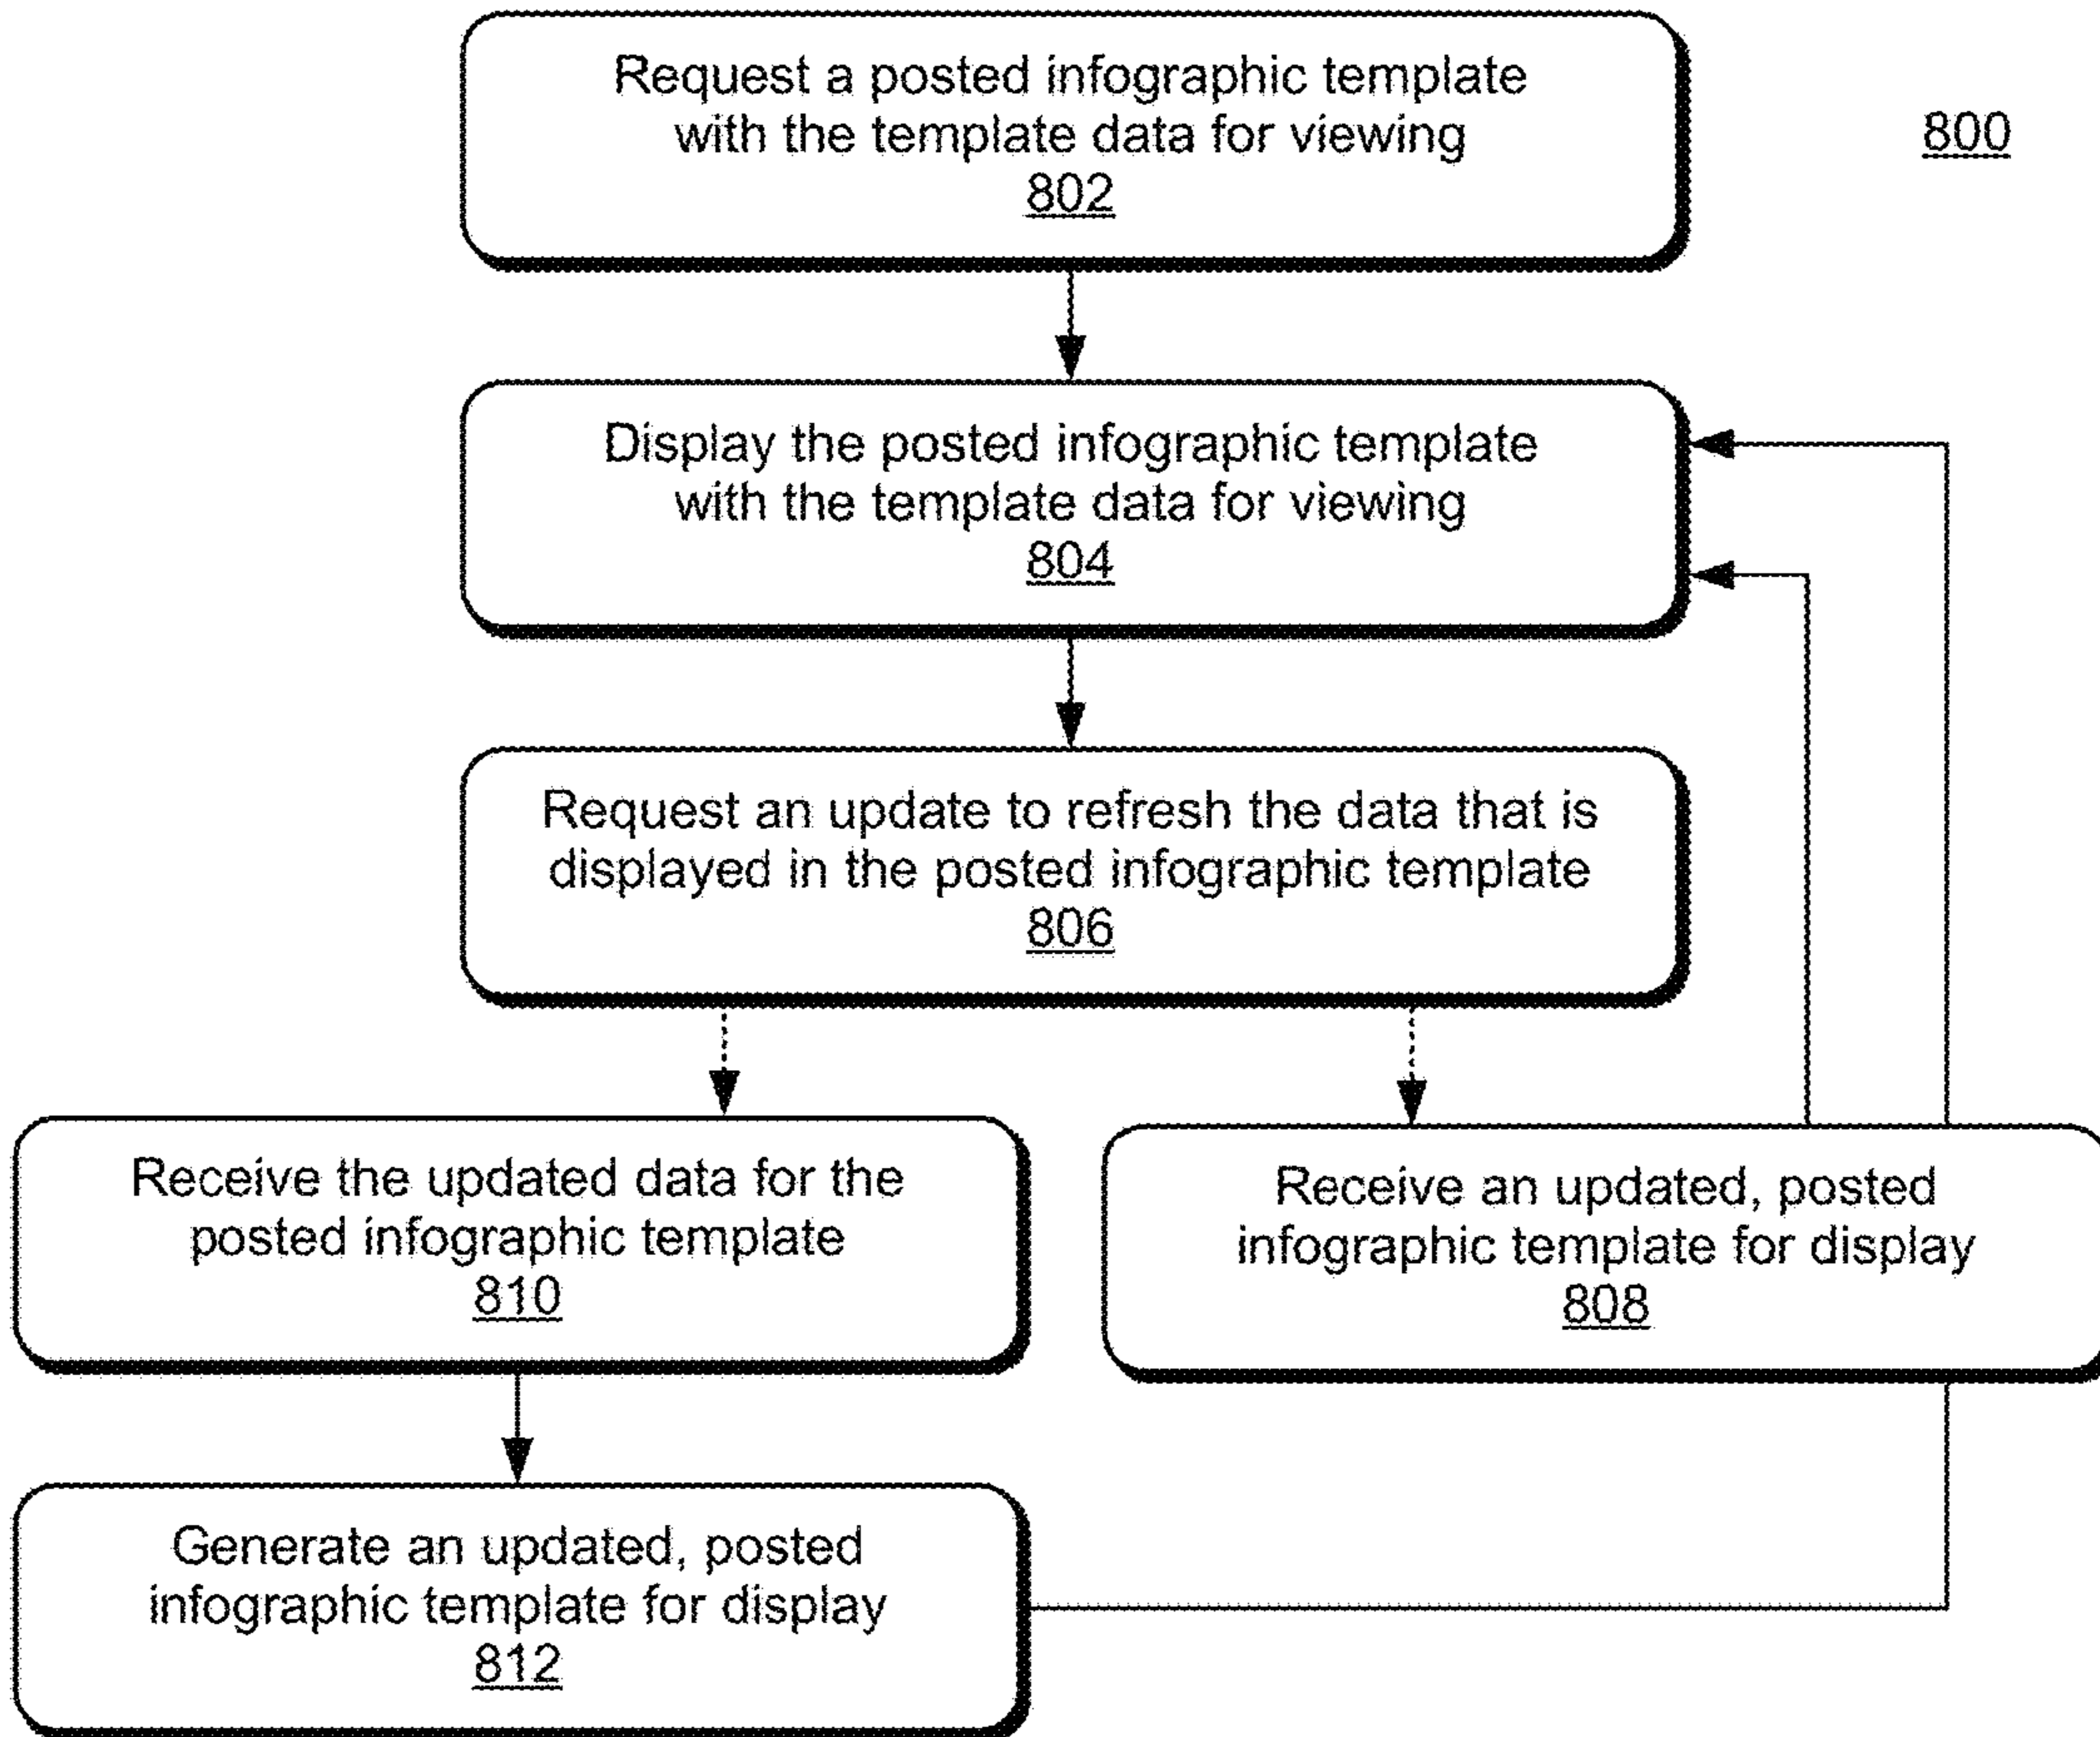 Request a posted infographic template
with the template data for viewing
802
800
Display the posted infographic template
with the template data for viewing
804
Request an update to refresh the data that is
displayed in the posted infographic template
806
Receive the updated data for the
posted infographic template
810
Receive an updated, posted
infographic template for display
808
Generate an updated, posted
infographic template for display
812